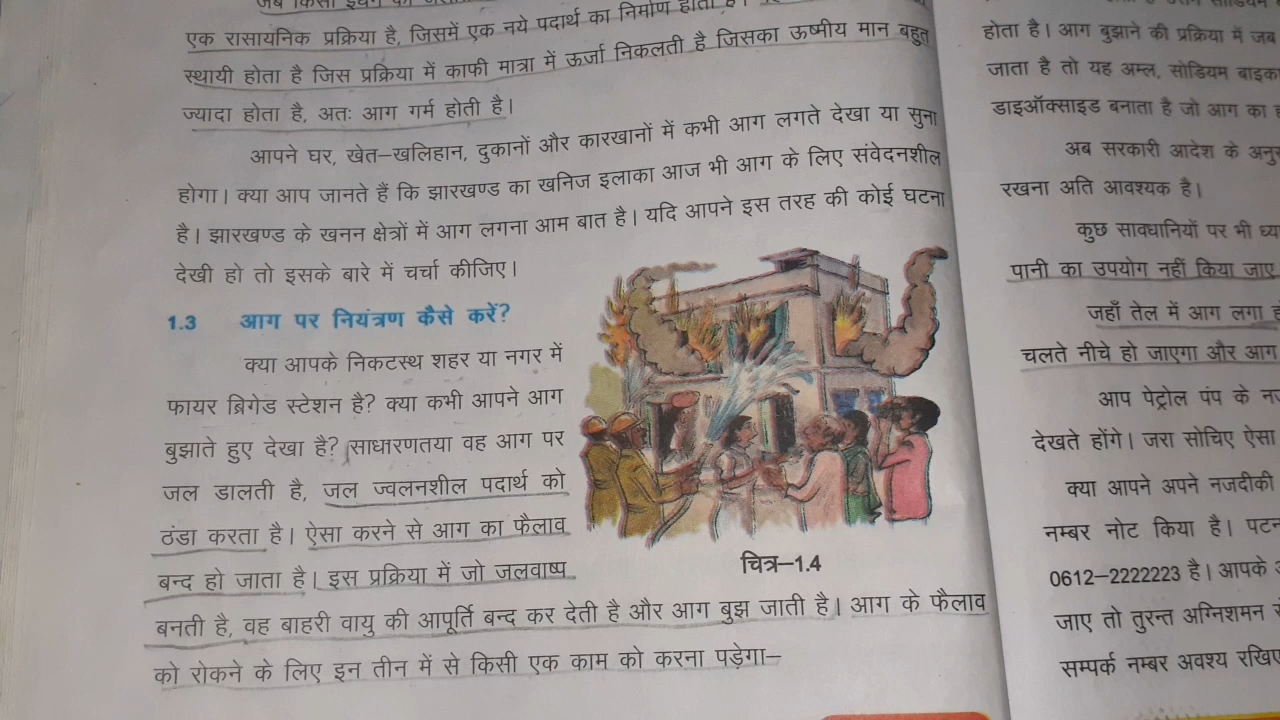 जब किसी ईंधन को
एक रासायनिक प्रक्रिया है, जिसमें एक नये पदार्थ का निर्माण होता है।
स्थायी होता है जिस प्रक्रिया में काफी मात्रा में ऊर्जा निकलती है जिसका ऊष्मीय मान बहुत
ज्यादा होता है, अतः आग गर्म होती है।
आपने घर, खेत–खलिहान, दुकानों और कारखानों में कभी आग लगते देखा या सुना
होगा। क्या आप जानते हैं कि झारखण्ड का खनिज इलाका आज भी आग के लिए संवेदनशील
है। झारखण्ड के खनन क्षेत्रों में आग लगना आम बात है। यदि आपने इस तरह की कोई घटना
देखी हो तो इसके बारे में चर्चा कीजिए।
1.3 आग पर नियंत्रण कैसे करें?
क्या आपके निकटस्थ शहर या नगर में
फायर ब्रिगेड स्टेशन है? क्या कभी आपने आग
बुझाते हुए देखा है? साधारणतया वह आग पर
जल डालती है, जल ज्वलनशील पदार्थ को
ठंडा करता है। ऐसा करने से आग का फैलाव
बन्द हो जाता है। इस प्रक्रिया में जो जलवाष्प
बनती है, वह बाहरी वायु की आपूर्ति बन्द कर देती है और आग बुझ जाती है। आग के फैलाव
को रोकने के लिए इन तीन में से किसी एक काम को करना पड़ेगा–
चित्र–1.4
होता है। आग बुझाने की प्रक्रिया में जब
जाता है तो यह अम्ल, सोडियम
डाइऑक्साइड बनाता है जो आग का
अब सरकारी आदेश के
रखना अति आवश्यक है।
कुछ सावधानियों पर भी
पानी का उपयोग नहीं किया जाए
जहाँ तेल में आग लगा
चलते नीचे हो जाएगा और आग
आप पेट्रोल पंप के
देखते होंगे। जरा सोचिए ऐसा
क्या आपने अपने नजदीकी
नम्बर नोट किया है।
0612–2222223 है। आपके
जाए तो तुरन्त अग्निशमन
सम्पर्क नम्बर अवश्य